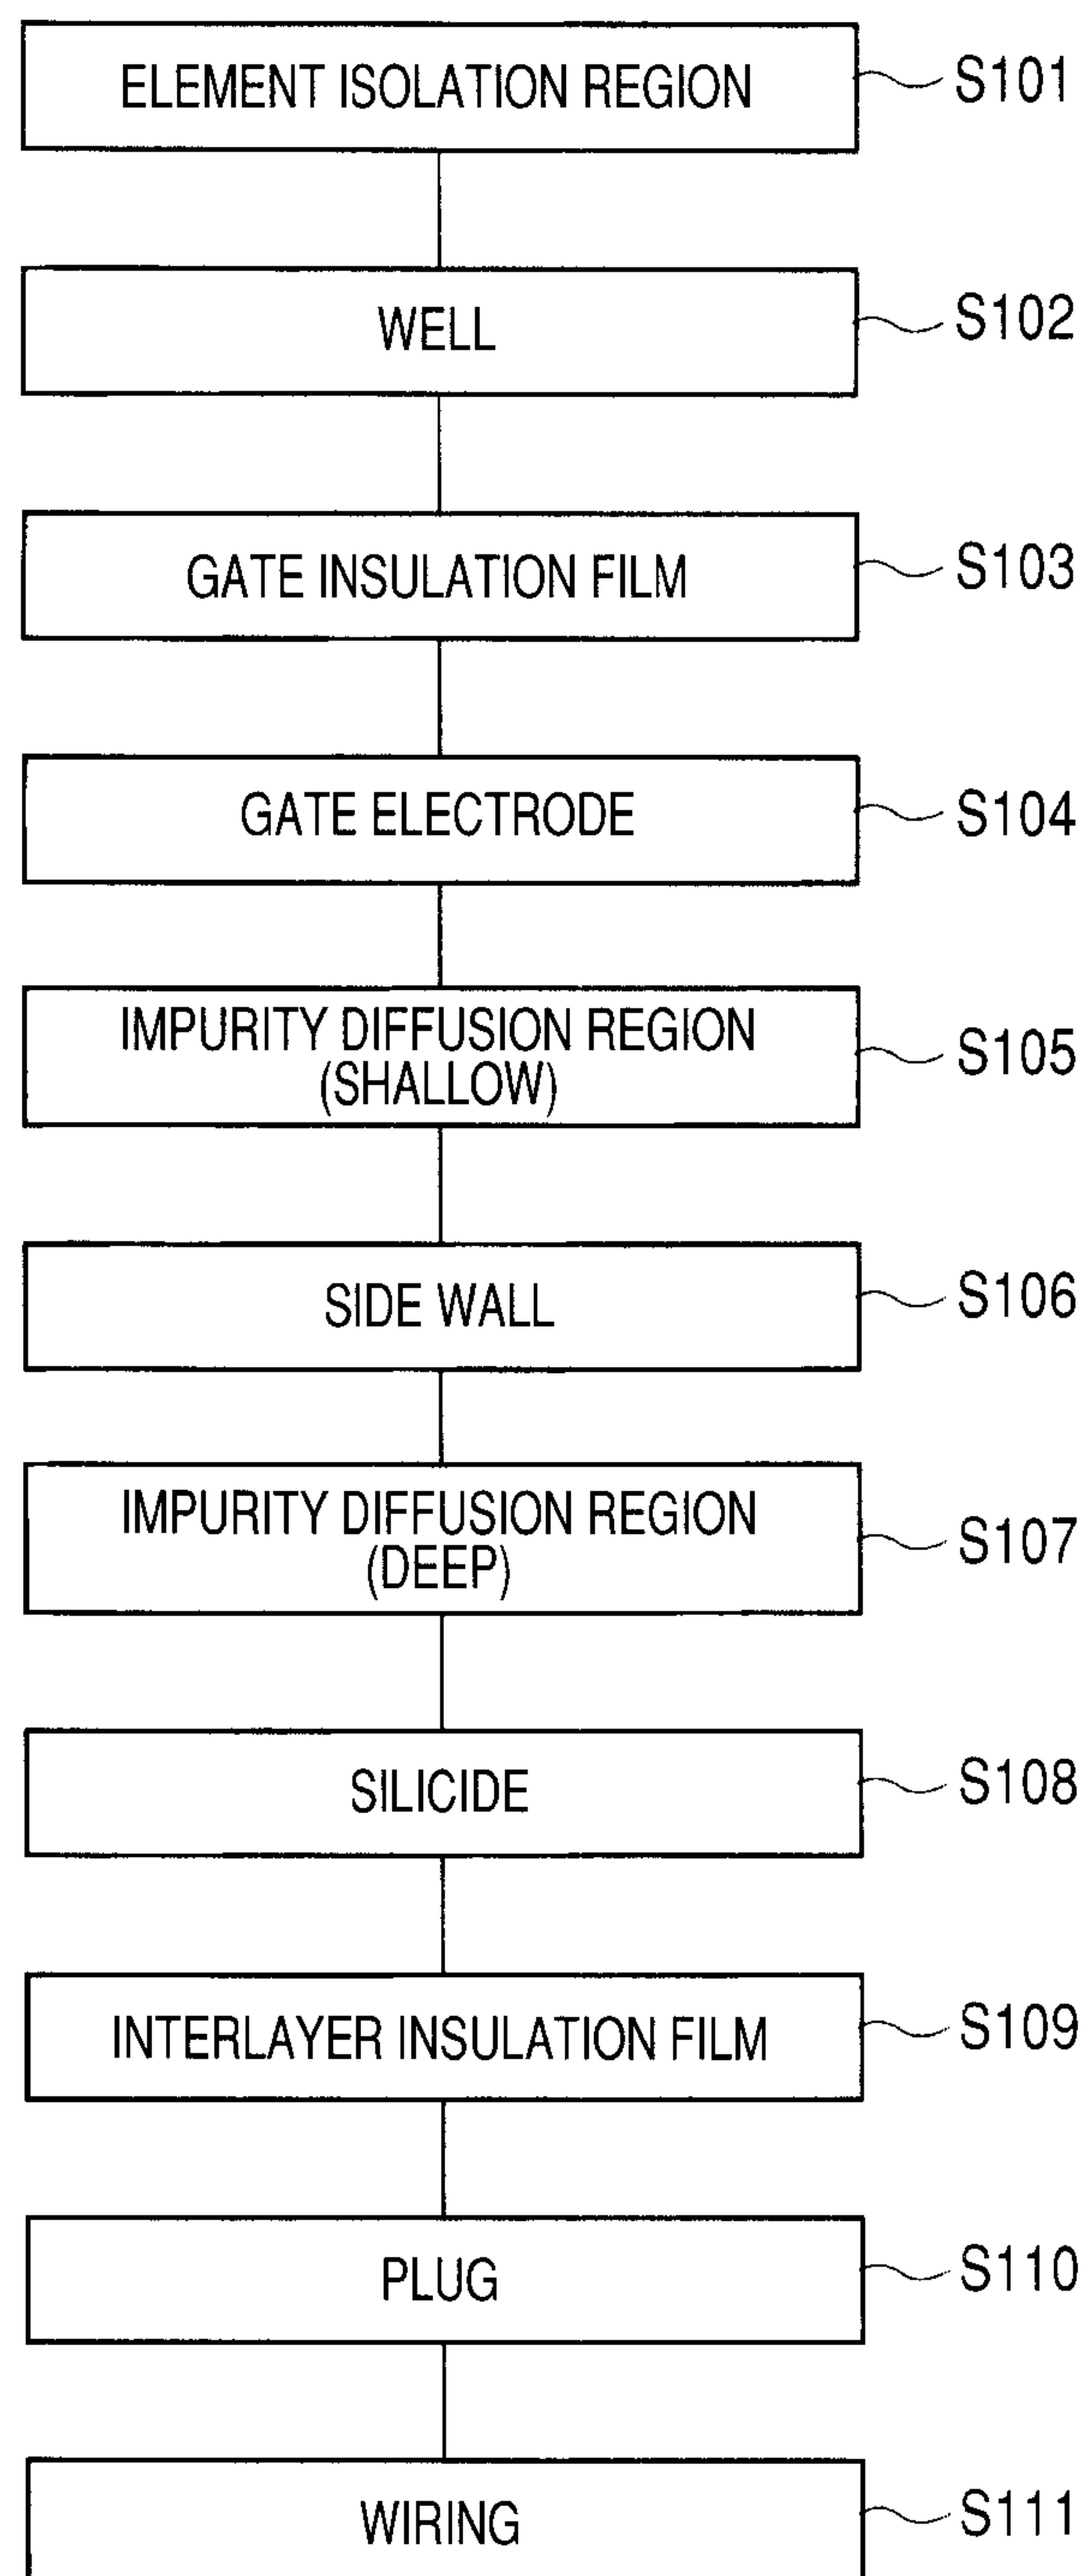 ELEMENT ISOLATION REGION S101
WELL S102
GATE INSULATION FILM S103
GATE ELECTRODE S104
IMPURITY DIFFUSION REGION
(SHALLOW) S105
SIDE WALL S106
IMPURITY DIFFUSION REGION
(DEEP) S107
SILICIDE S108
INTERLAYER INSULATION FILM S109
PLUG S110
WIRING S111